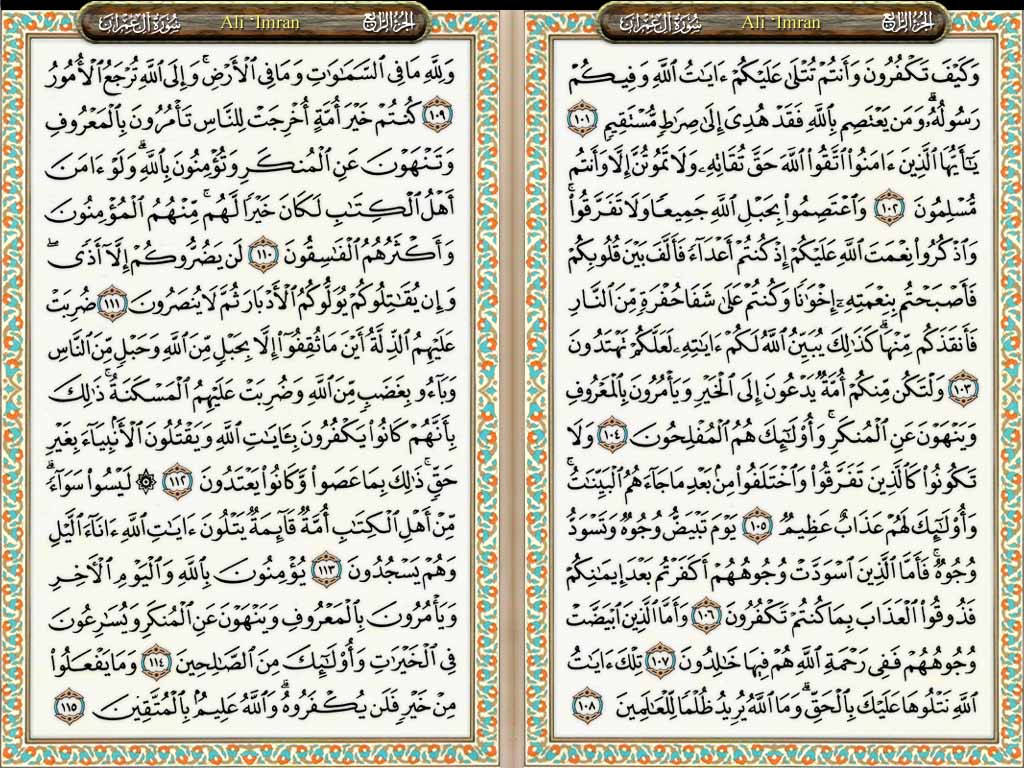 الجزء الرابع Ali `Imran سورة آل عمران
وَكَيْفَ تَكْفُرُونَ وَأَنتُمْ تُتْلَىٰ عَلَيْكُمْ ءَايَٰتُ ٱللَّهِ وَفِيكُمْ
رَسُولُهُۥۗ وَمَن يَعْتَصِم بِٱللَّهِ فَقَدْ هُدِىَ إِلَىٰ صِرَٰطٍ مُّسْتَقِيمٍ ١٠١
يَٰٓأَيُّهَا ٱلَّذِينَ ءَامَنُوا۟ ٱتَّقُوا۟ ٱللَّهَ حَقَّ تُقَاتِهِۦ وَلَا تَمُوتُنَّ إِلَّا وَأَنتُم
مُّسْلِمُونَ ١٠٢ وَٱعْتَصِمُوا۟ بِحَبْلِ ٱللَّهِ جَمِيعًا وَلَا تَفَرَّقُوا۟ۚ
وَٱذْكُرُوا۟ نِعْمَتَ ٱللَّهِ عَلَيْكُمْ إِذْ كُنتُمْ أَعْدَآءً فَأَلَّفَ بَيْنَ قُلُوبِكُمْ
فَأَصْبَحْتُم بِنِعْمَتِهِۦٓ إِخْوَٰنًا وَكُنتُمْ عَلَىٰ شَفَا حُفْرَةٍ مِّنَ ٱلنَّارِ
فَأَنقَذَكُم مِّنْهَاۗ كَذَٰلِكَ يُبَيِّنُ ٱللَّهُ لَكُمْ ءَايَٰتِهِۦ لَعَلَّكُمْ تَهْتَدُونَ
١٠٣ وَلْتَكُن مِّنكُمْ أُمَّةٌ يَدْعُونَ إِلَى ٱلْخَيْرِ وَيَأْمُرُونَ بِٱلْمَعْرُوفِ
وَيَنْهَوْنَ عَنِ ٱلْمُنكَرِۚ وَأُو۟لَٰٓئِكَ هُمُ ٱلْمُفْلِحُونَ ١٠٤ وَلَا
تَكُونُوا۟ كَٱلَّذِينَ تَفَرَّقُوا۟ وَٱخْتَلَفُوا۟ مِنۢ بَعْدِ مَا جَآءَهُمُ ٱلْبَيِّنَٰتُۚ
وَأُو۟لَٰٓئِكَ لَهُمْ عَذَابٌ عَظِيمٌ ١٠٥ يَوْمَ تَبْيَضُّ وُجُوهٌ وَتَسْوَدُّ
وُجُوهٌۚ فَأَمَّا ٱلَّذِينَ ٱسْوَدَّتْ وُجُوهُهُمْ أَكَفَرْتُم بَعْدَ إِيمَٰنِكُمْ
فَذُوقُوا۟ ٱلْعَذَابَ بِمَا كُنتُمْ تَكْفُرُونَ ١٠٦ وَأَمَّا ٱلَّذِينَ ٱبْيَضَّتْ
وُجُوهُهُمْ فَفِى رَحْمَةِ ٱللَّهِ هُمْ فِيهَا خَٰلِدُونَ ١٠٧ تِلْكَ ءَايَٰتُ
ٱللَّهِ نَتْلُوهَا عَلَيْكَ بِٱلْحَقِّۗ وَمَا ٱللَّهُ يُرِيدُ ظُلْمًا لِّلْعَٰلَمِينَ ١٠٨
الجزء الرابع Ali `Imran سورة آل عمران
وَلِلَّهِ مَا فِى ٱلسَّمَٰوَٰتِ وَمَا فِى ٱلْأَرْضِۚ وَإِلَى ٱللَّهِ تُرْجَعُ ٱلْأُمُورُ
١٠٩ كُنتُمْ خَيْرَ أُمَّةٍ أُخْرِجَتْ لِلنَّاسِ تَأْمُرُونَ بِٱلْمَعْرُوفِ
وَتَنْهَوْنَ عَنِ ٱلْمُنكَرِ وَتُؤْمِنُونَ بِٱللَّهِۗ وَلَوْ ءَامَنَ
أَهْلُ ٱلْكِتَٰبِ لَكَانَ خَيْرًا لَّهُمۚ مِّنْهُمُ ٱلْمُؤْمِنُونَ
وَأَكْثَرُهُمُ ٱلْفَٰسِقُونَ ١١٠ لَن يَضُرُّوكُمْ إِلَّآ أَذًىۖ
وَإِن يُقَٰتِلُوكُمْ يُوَلُّوكُمُ ٱلْأَدْبَارَ ثُمَّ لَا يُنصَرُونَ ١١١ ضُرِبَتْ
عَلَيْهِمُ ٱلذِّلَّةُ أَيْنَ مَا ثُقِفُوٓا۟ إِلَّا بِحَبْلٍ مِّنَ ٱللَّهِ وَحَبْلٍ مِّنَ ٱلنَّاسِ
وَبَآءُو بِغَضَبٍ مِّنَ ٱللَّهِ وَضُرِبَتْ عَلَيْهِمُ ٱلْمَسْكَنَةُۚ ذَٰلِكَ
بِأَنَّهُمْ كَانُوا۟ يَكْفُرُونَ بِـَٔايَٰتِ ٱللَّهِ وَيَقْتُلُونَ ٱلْأَنۢبِيَآءَ بِغَيْرِ
حَقٍّۚ ذَٰلِكَ بِمَا عَصَوا۟ وَّكَانُوا۟ يَعْتَدُونَ ١١٢ ۞ لَيْسُوا۟ سَوَآءًۗ
مِّنْ أَهْلِ ٱلْكِتَٰبِ أُمَّةٌ قَآئِمَةٌ يَتْلُونَ ءَايَٰتِ ٱللَّهِ ءَانَآءَ ٱلَّيْلِ
وَهُمْ يَسْجُدُونَ ١١٣ يُؤْمِنُونَ بِٱللَّهِ وَٱلْيَوْمِ ٱلْءَاخِرِ
وَيَأْمُرُونَ بِٱلْمَعْرُوفِ وَيَنْهَوْنَ عَنِ ٱلْمُنكَرِ وَيُسَٰرِعُونَ
فِى ٱلْخَيْرَٰتِ وَأُو۟لَٰٓئِكَ مِنَ ٱلصَّٰلِحِينَ ١١٤ وَمَا يَفْعَلُوا۟
مِنْ خَيْرٍ فَلَن يُكْفَرُوهُۗ وَٱللَّهُ عَلِيمٌۢ بِٱلْمُتَّقِينَ ١١٥